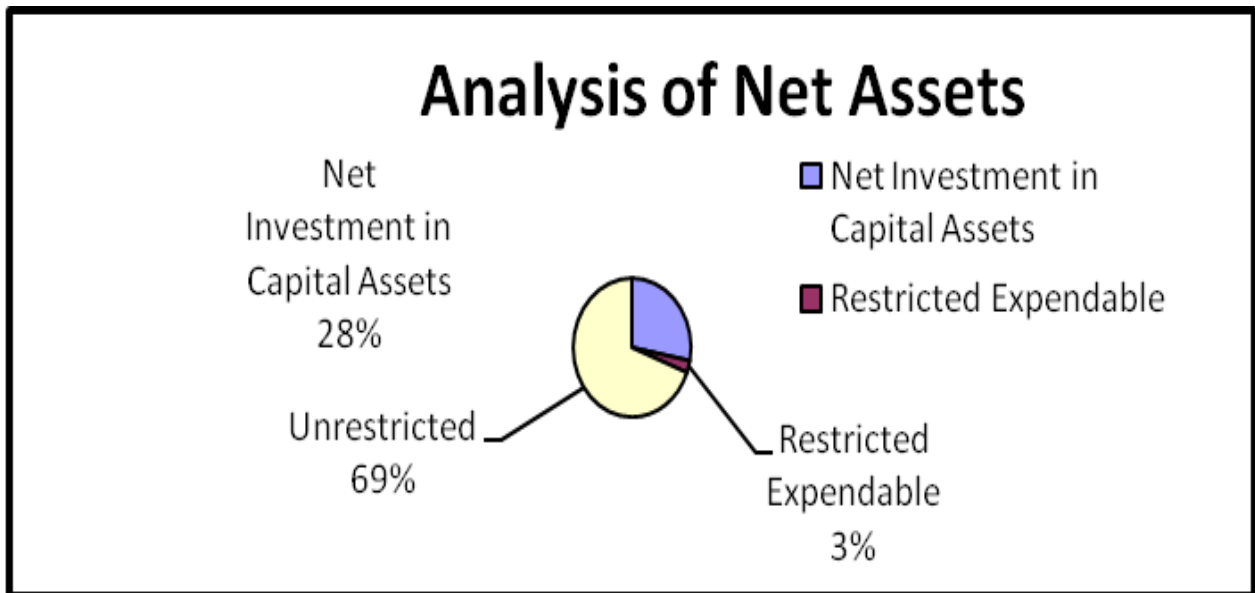 Analysis of Net Assets
Net
Investment in
Capital Assets
28%
Net Investment in
Capital Assets
Restricted Expendable
Unrestricted
69%
Restricted
Expendable
3%